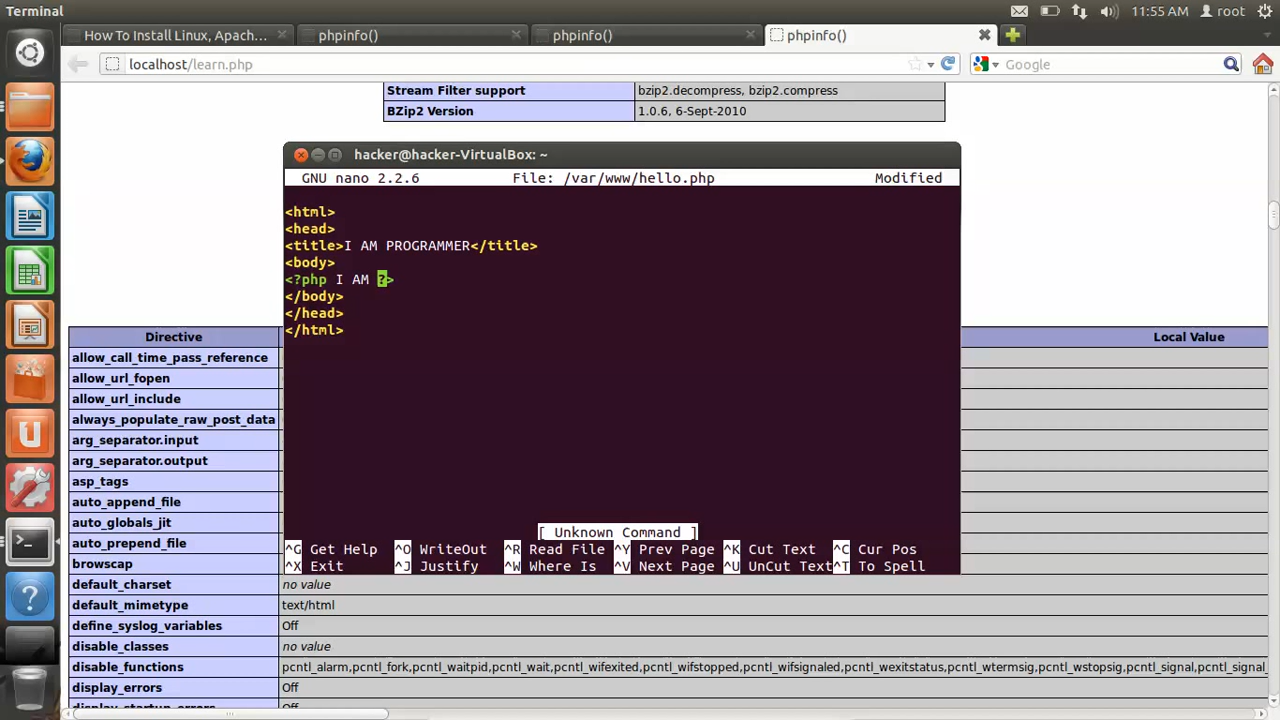 Terminal
11:55 AM
root
How To Install Linux, Apach...
phpinfo()
phpinfo()
phpinfo()
localhost/learn.php
Google
Stream Filter support
bzip2.decompress, bzip2.compress
BZip2 Version
1.0.6, 6-Sept-2010
hacker@hacker-VirtualBox: ~
GNU nano 2.2.6 File: /var/www/hello.php Modified
<html>
<head>
<title>I AM PROGRAMMER</title>
<body>
<?php I AM ?>
</body>
</head>
</html>
[ Unknown Command ]
^G Get Help ^O WriteOut ^R Read File ^Y Prev Page ^K Cut Text ^C Cur Pos
^X Exit ^J Justify ^W Where Is ^V Next Page ^U UnCut Text ^T To Spell
Directive
Local Value
allow_call_time_pass_reference
allow_url_fopen
allow_url_include
always_populate_raw_post_data
arg_separator.input
arg_separator.output
asp_tags
auto_append_file
auto_globals_jit
auto_prepend_file
browscap
default_charset no value
default_mimetype text/html
define_syslog_variables Off
disable_classes no value
disable_functions pcntl_alarm,pcntl_fork,pcntl_waitpid,pcntl_wait,pcntl_wifexited,pcntl_wifstopped,pcntl_wifsignaled,pcntl_wexitstatus,pcntl_wtermsig,pcntl_wstopsig,pcntl_signal,pcntl_signal_
display_errors Off
display_startup_errors Off